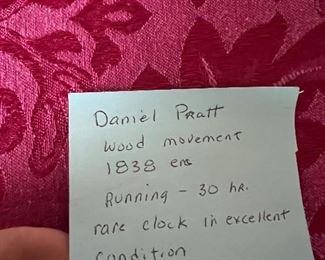 Daniel Pratt
wood movement
1838 era
Running - 30 hr.
rare clock in excellent
condition